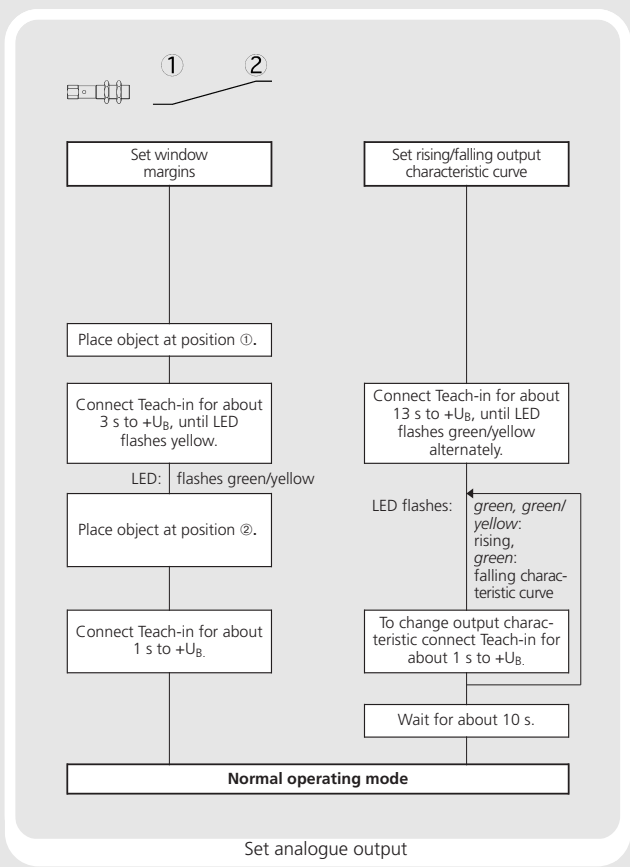 ① ②
Set window
margins
Set rising/falling output
characteristic curve
Place object at position ①.
Connect Teach-in for about
3 s to +UB, until LED
flashes yellow.
LED: flashes green/yellow
Place object at position ②.
Connect Teach-in for about
1 s to +UB.
Connect Teach-in for about
13 s to +UB, until LED
flashes green/yellow
alternately.
LED flashes: green, green/
yellow:
rising,
green:
falling charac-
teristic curve
To change output charac-
teristic connect Teach-in for
about 1 s to +UB.
Wait for about 10 s.
Normal operating mode
Set analogue output